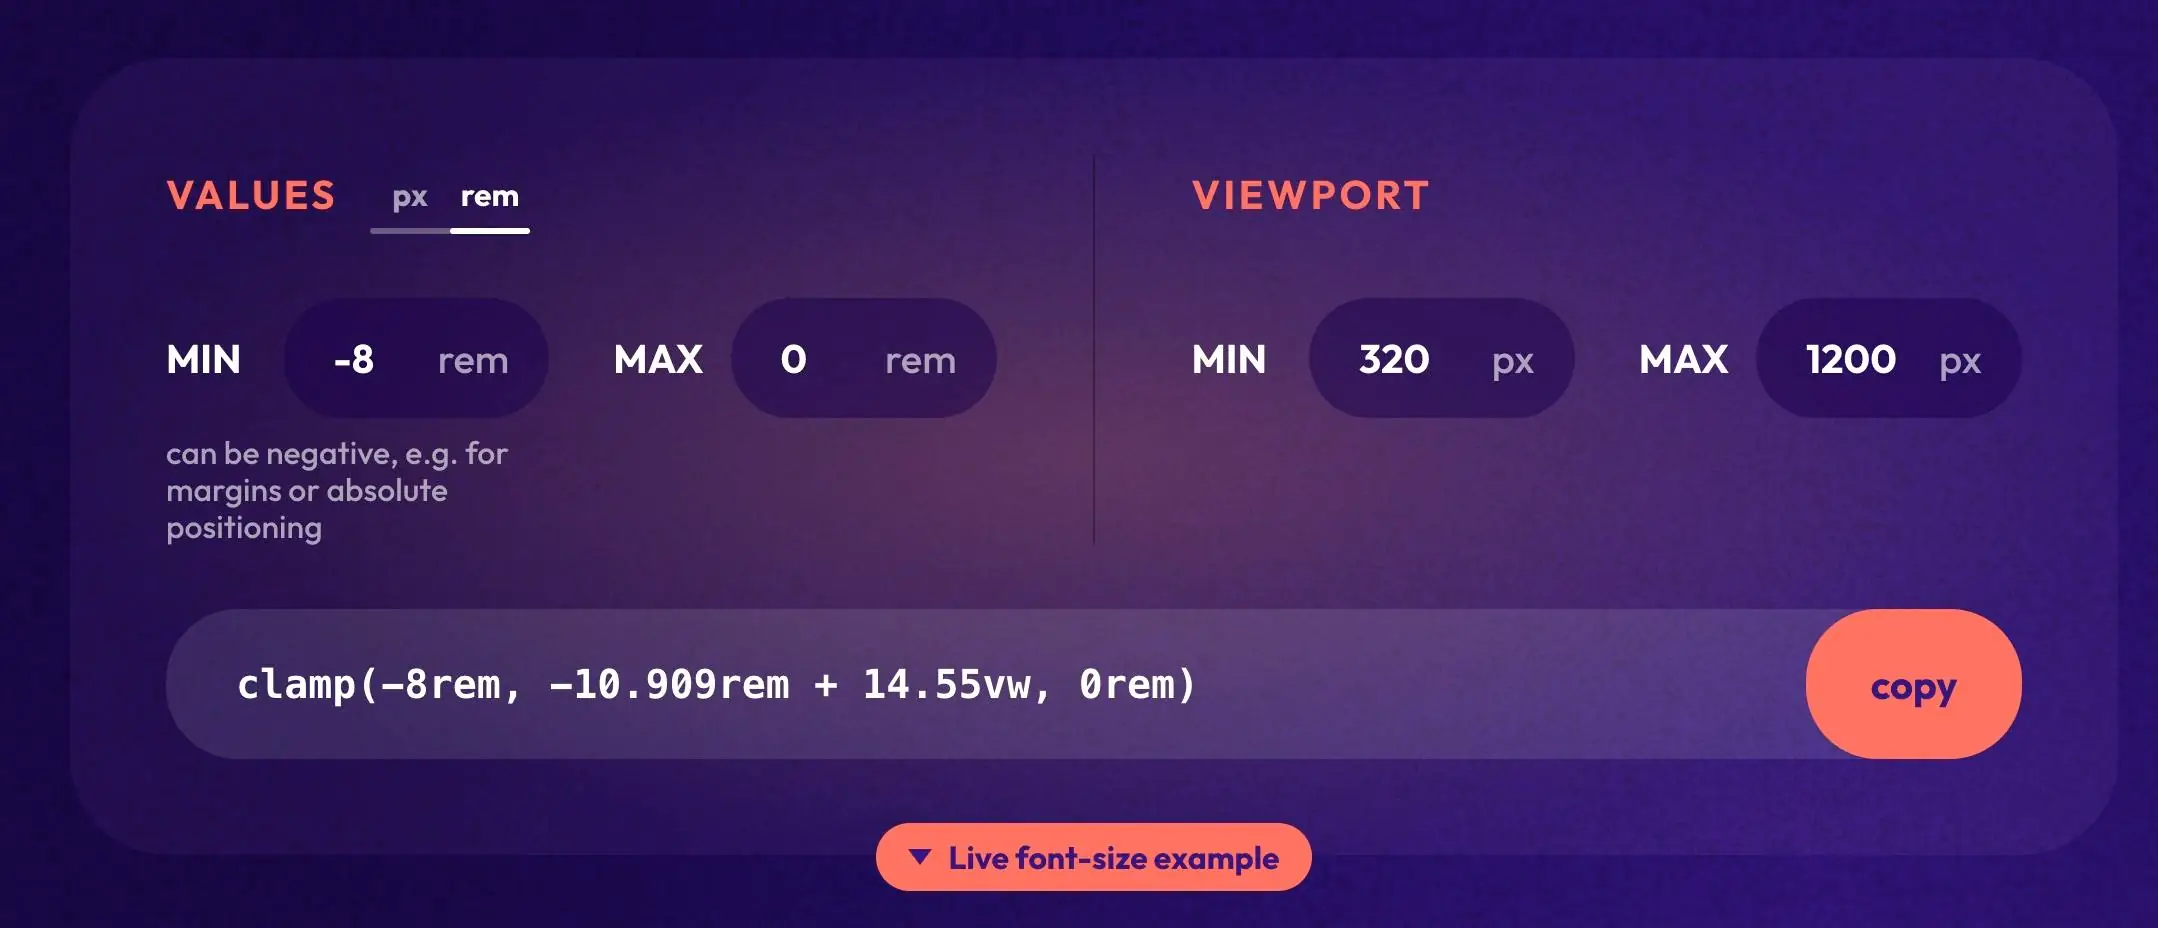 VALUES px rem
MIN -8 rem MAX 0 rem
can be negative, e.g. for
margins or absolute
positioning
VIEWPORT
MIN 320 px MAX 1200 px
clamp(-8rem, -10.909rem + 14.55vw, 0rem)
copy
Live font-size example